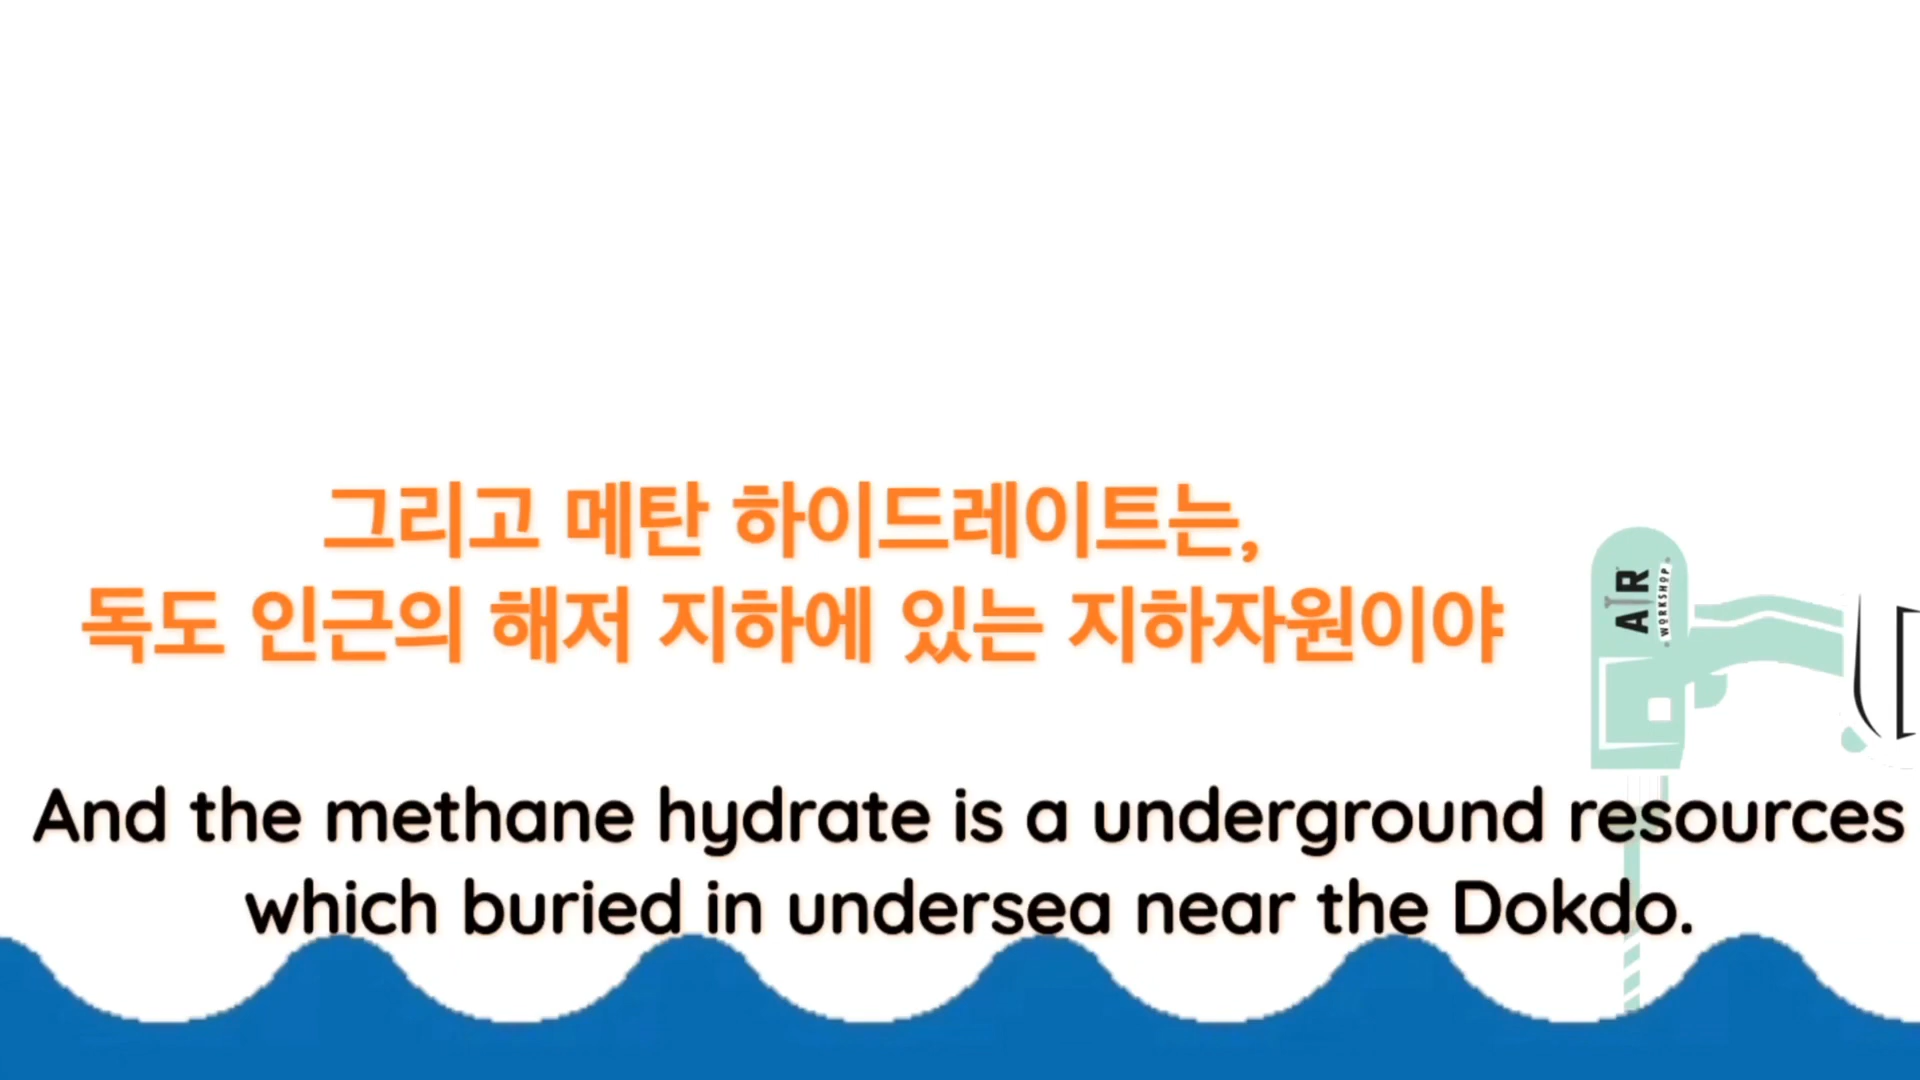 그리고 메탄 하이드레이트는,
독도 인근의 해저 지하에 있는 지하자원이야
AIR
WORKSHOP
And the methane hydrate is a underground resources
which buried in undersea near the Dokdo.